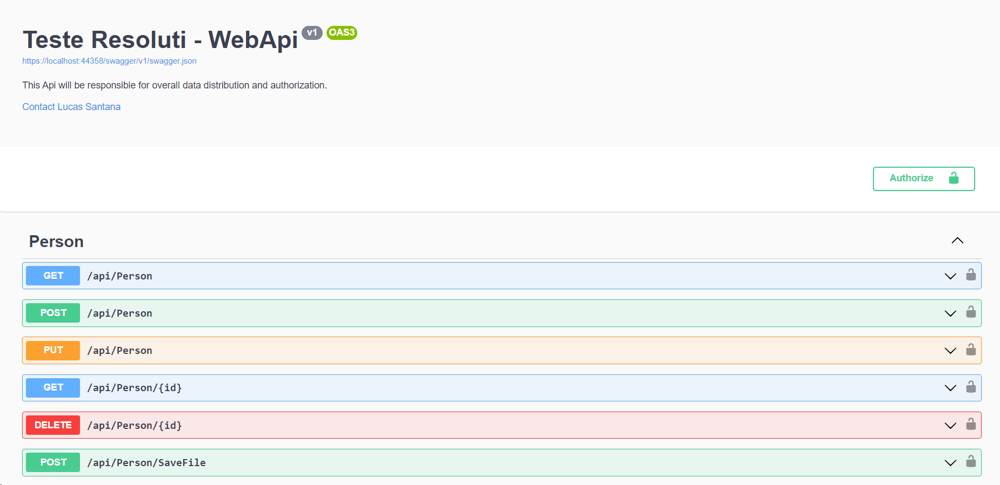 Teste Resoluti - WebApi v1 OAS3
https://localhost:44358/swagger/v1/swagger.json
This Api will be responsible for overall data distribution and authorization.
Contact Lucas Santana
Authorize
Person
GET /api/Person
POST /api/Person
PUT /api/Person
GET /api/Person/{id}
DELETE /api/Person/{id}
POST /api/Person/SaveFile